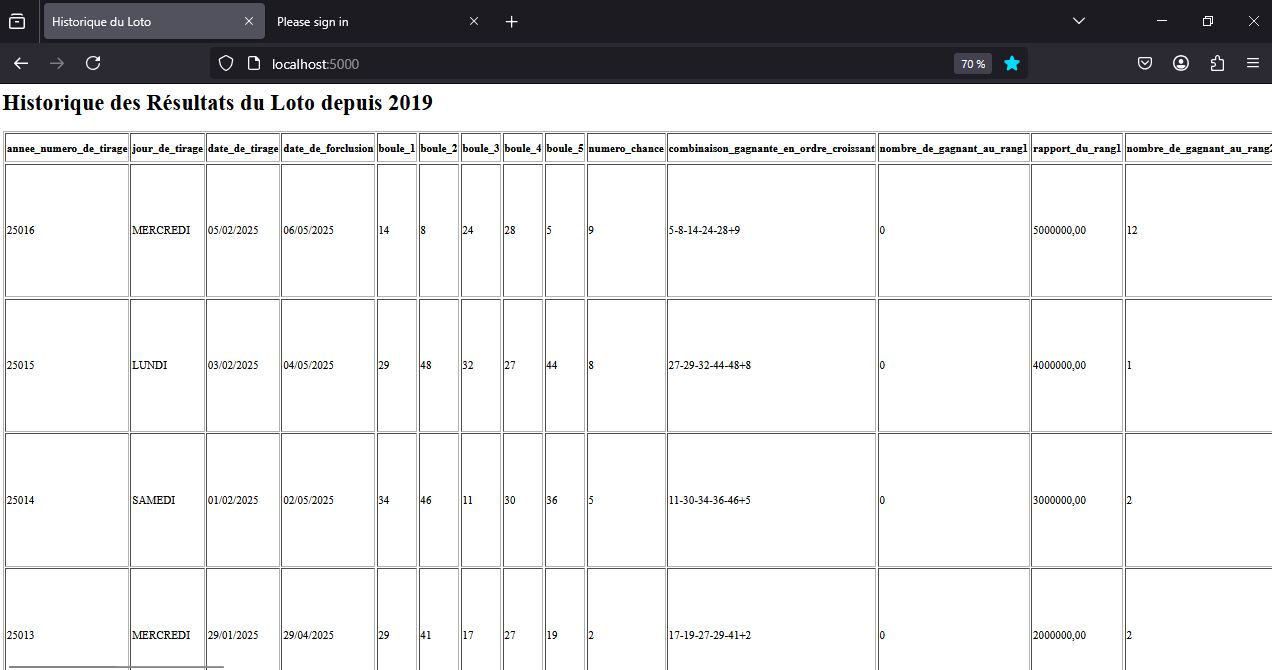 Historique du Loto
Please sign in
localhost:5000
70 %
Historique des Résultats du Loto depuis 2019
annee_numero_de_tirage jour_de_tirage date_de_tirage date_de_forclusion boule_1 boule_2 boule_3 boule_4 boule_5 numero_chance combinaison_gagnante_en_ordre_croissant nombre_de_gagnant_au_rang1 rapport_du_rang1 nombre_de_gagnant_au_rang2
25016 MERCREDI 05/02/2025 06/05/2025 14 8 24 28 5 9 5-8-14-24-28+9 0 5000000,00 12
25015 LUNDI 03/02/2025 04/05/2025 29 48 32 27 44 8 27-29-32-44-48+8 0 4000000,00 1
25014 SAMEDI 01/02/2025 02/05/2025 34 46 11 30 36 5 11-30-34-36-46+5 0 3000000,00 2
25013 MERCREDI 29/01/2025 29/04/2025 29 41 17 27 19 2 17-19-27-29-41+2 0 2000000,00 2